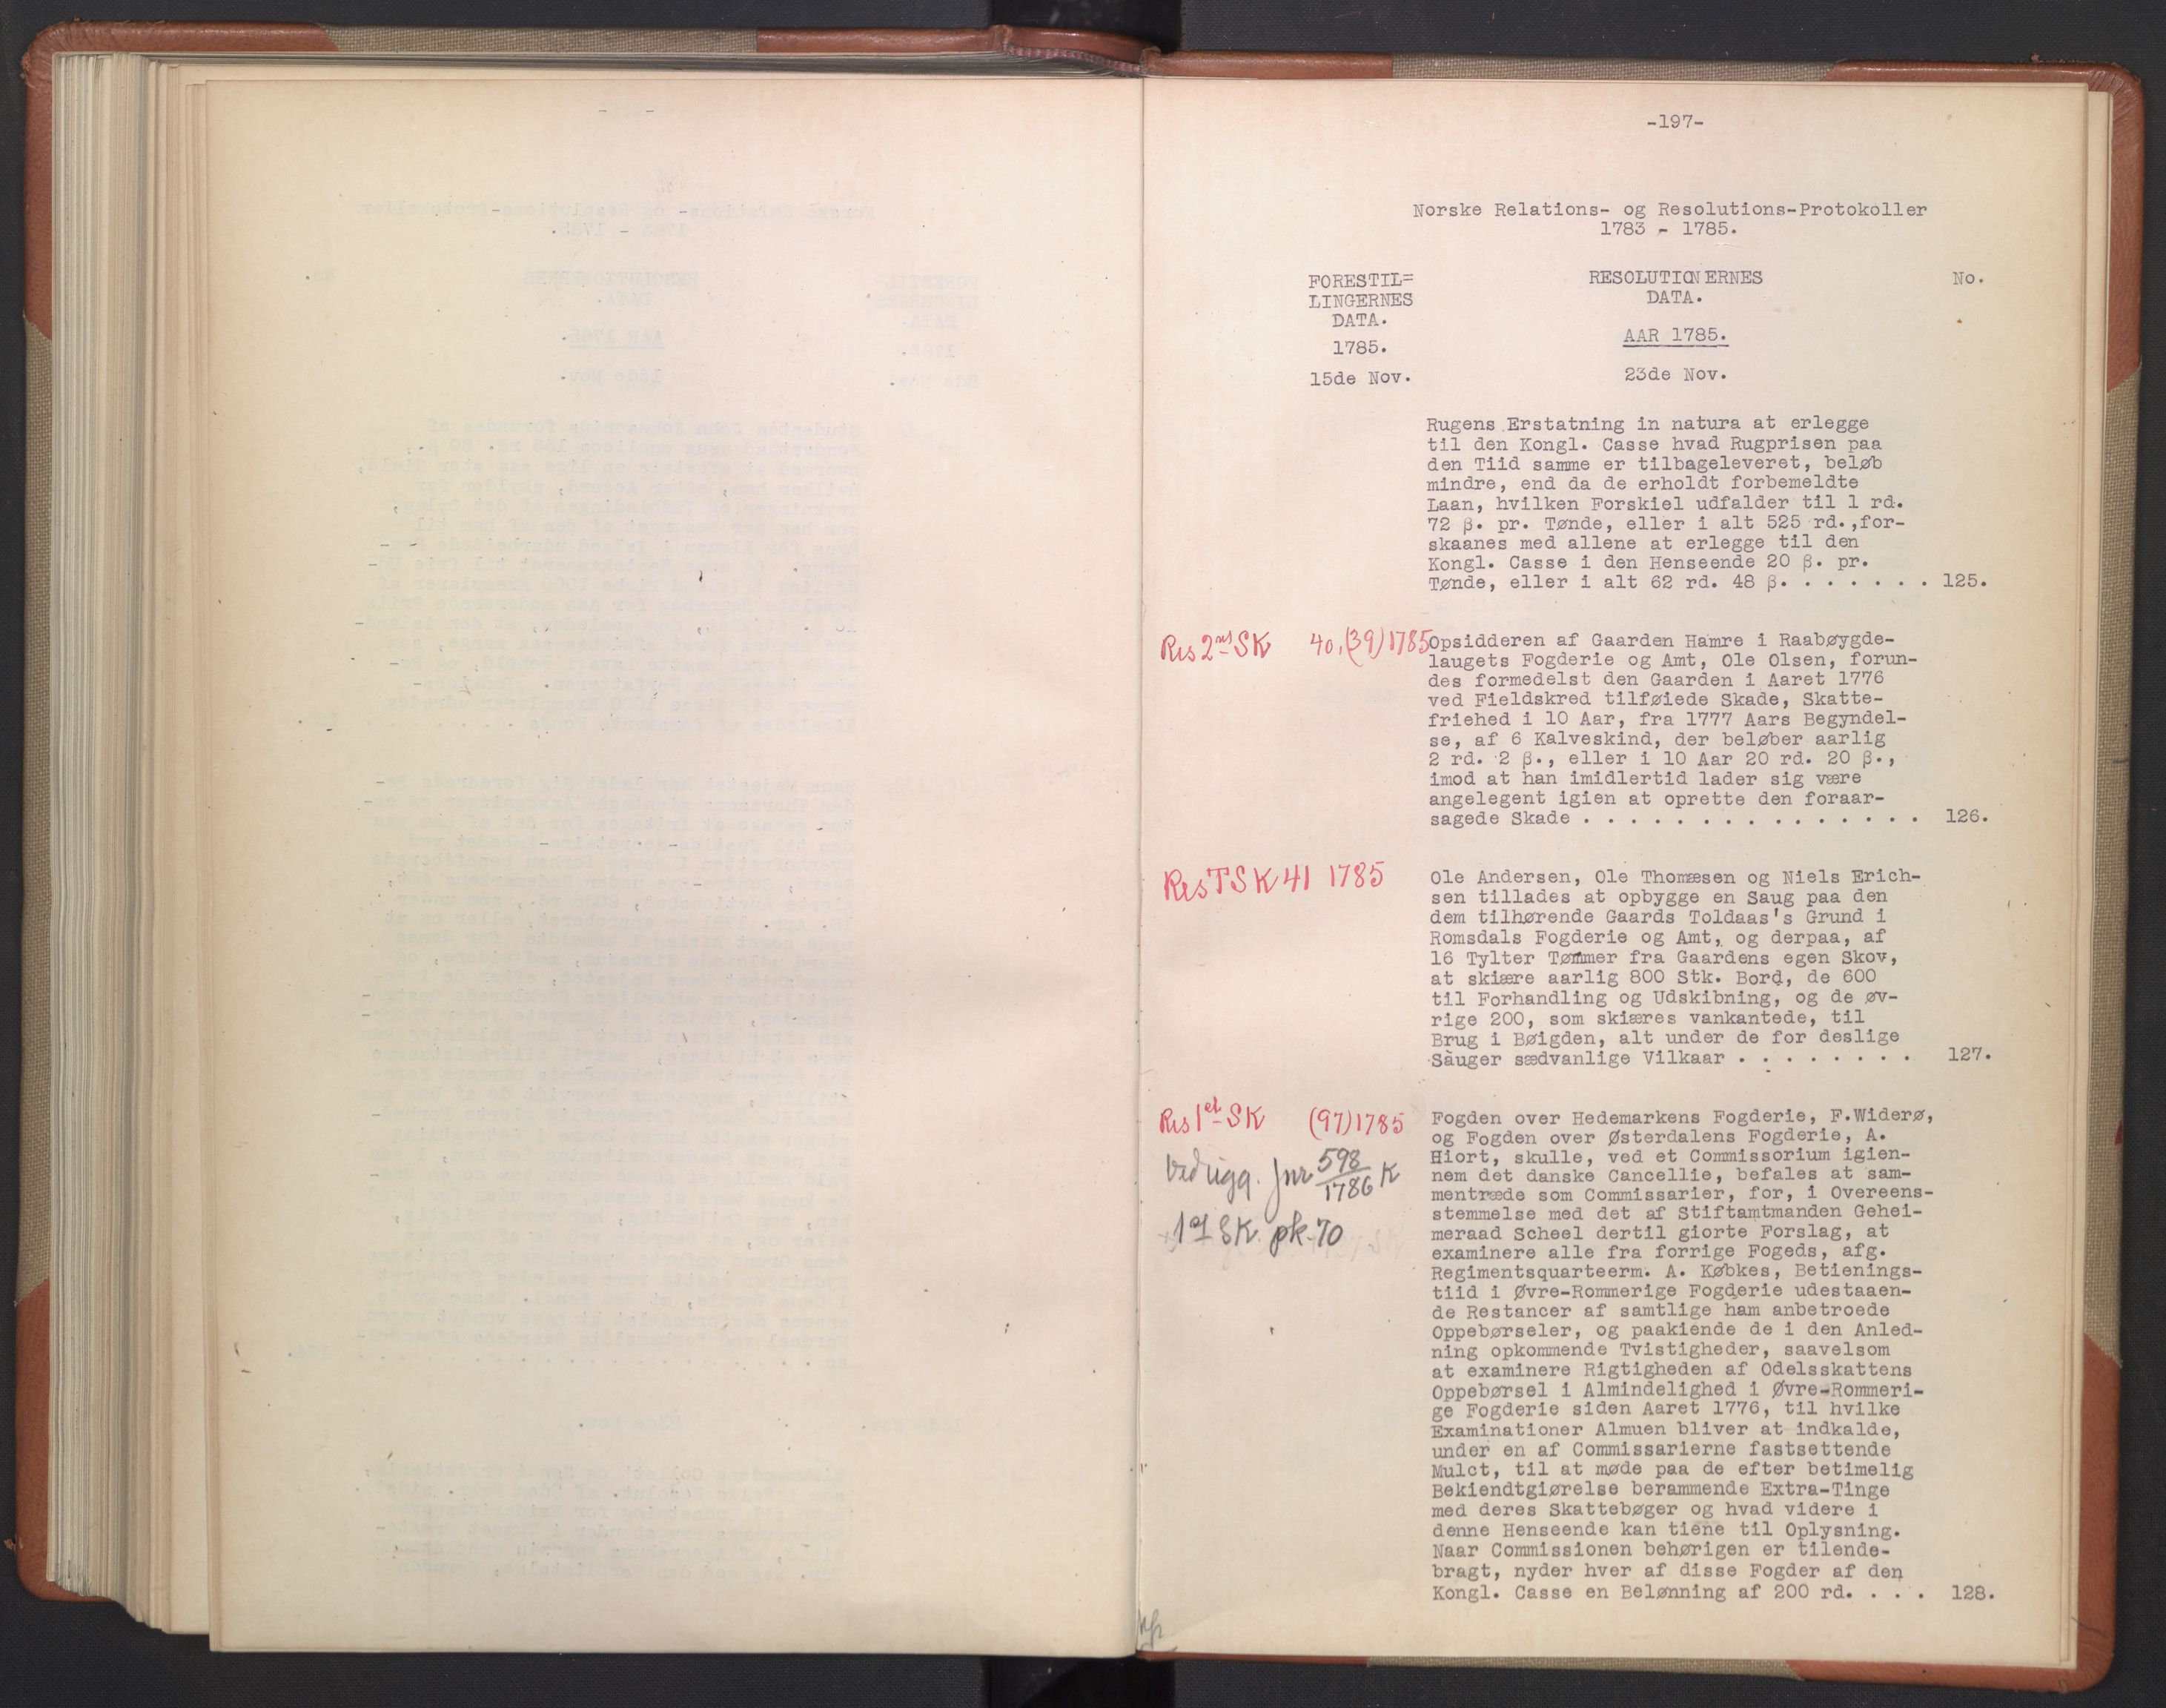 -197-
Norske Relations- og Resolutions-Protokoller
1783 - 1785.
FORESTIL=
LINGERNES
DATA.
1785.
15de Nov.
RESOLUTIONERNES
DATA.
AAR 1785.
23de Nov.
No.
Rugens Erstatning in natura at erlegge
til den Kongl. Casse hvad Rugprisen paa
den Tiid samme er tilbageleveret, beløb
mindre, end da de erholdt forbemeldte
Laan, hvilken Forskiel udfalder til 1 rd.
72 β. pr. Tønde, eller i alt 525 rd.,for-
skaanes med allene at erlegge til den
Kongl. Casse i den Henseende 20 β. pr.
Tønde, eller i alt 62 rd. 48 β. . . . . . . 125.
Res 2et SK 40,(39)1785
Opsidderen af Gaarden Hamre i Raabøygde-
laugets Fogderie og Amt, Ole Olsen, forun-
des formedelst den Gaarden i Aaret 1776
ved Fieldskred tilføiede Skade, Skatte-
friehed i 10 Aar, fra 1777 Aars Begyndel-
se, af 6 Kalveskind, der beløber aarlig
2 rd. 2 β., eller i 10 Aar 20 rd. 20 β.,
imod at han imidlertid lader sig være
angelegent igien at oprette den foraar-
sagede Skade . . . . . . . . . . . . . . . 126.
Res TSK 41 1785
Ole Andersen, Ole Thomæsen og Niels Erich-
sen tillades at opbygge en Saug paa den
dem tilhørende Gaards Toldaas's Grund i
Romsdals Fogderie og Amt, og derpaa, af
16 Tylter Tømmer fra Gaardens egen Skov,
at skiære aarlig 800 Stk. Bord, de 600
til Forhandling og Udskibning, og de øv-
rige 200, som skiæres vankantede, til
Brug i Bøigden, alt under de for deslige
Sauger sædvanlige Vilkaar . . . . . . . . 127.
Res 1et SK (97)1785
Vedligg. Jnr 598/1786 K
1et SK pk 70
Fogden over Hedemarkens Fogderie, F.Widerø,
og Fogden over Østerdalens Fogderie, A.
Hiort, skulle, ved et Commissorium igien-
nem det danske Cancellie, befales at sam-
mentræde som Commissarier, for, i Overeens-
stemmelse med det af Stiftamtmanden Gehei-
meraad Scheel dertil giorte Forslag, at
examinere alle fra forrige Fogeds, afg.
Regimentsquarteerm. A. Købkes, Betienings-
tiid i Øvre-Rommerige Fogderie udestaaen-
de Restancer af samtlige ham anbetroede
Oppebørseler, og paakiende de i den Anled-
ning opkommende Tvistigheder, saavelsom
at examinere Rigtigheden af Odelsskattens
Oppebørsel i Almindelighed i Øvre-Rommeri-
ge Fogderie siden Aaret 1776, til hvilke
Examinationer Almuen bliver at indkalde,
under en af Commissarierne fastsettende
Mulct, til at møde paa de efter betimelig
Bekiendtgiørelse berammende Extra-Tinge
med deres Skattebøger og hvad videre i
denne Henseende kan tiene til Oplysning.
Naar Commissionen behørigen er tilende-
bragt, nyder hver af disse Fogder af den
Kongl. Casse en Belønning af 200 rd. . . . 128.